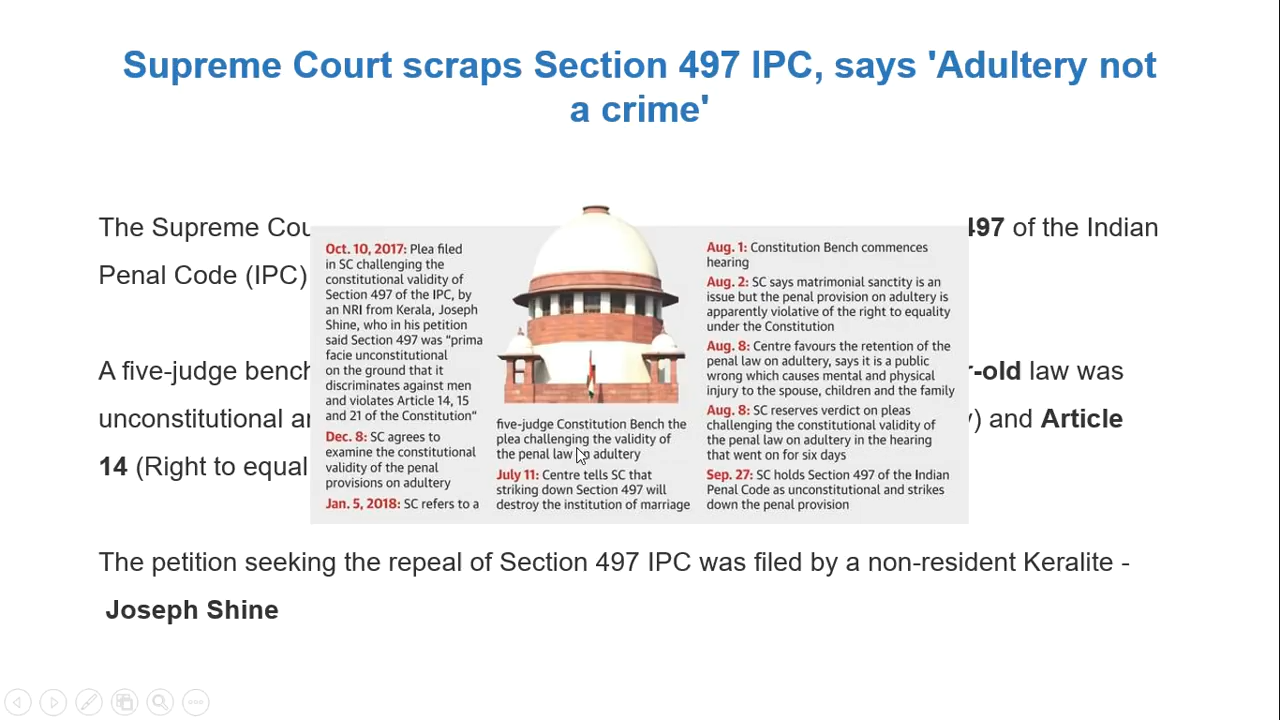 Supreme Court scraps Section 497 IPC, says 'Adultery not
a crime'
The Supreme Cou
497 of the Indian
Penal Code (IPC)
A five-judge bench
r-old law was
unconstitutional a
) and Article
14 (Right to equal
Oct. 10, 2017: Plea filed
in SC challenging the
constitutional validity of
Section 497 of the IPC, by
an NRI from Kerala, Joseph
Shine, who in his petition
said Section 497 was "prima
facie unconstitutional
on the ground that it
discriminates against men
and violates Article 14, 15
and 21 of the Constitution"
Dec. 8: SC agrees to
examine the constitutional
validity of the penal
provisions on adultery
Jan. 5, 2018: SC refers to a
five-judge Constitution Bench the
plea challenging the validity of
the penal law on adultery
July 11: Centre tells SC that
striking down Section 497 will
destroy the institution of marriage
Aug. 1: Constitution Bench commences
hearing
Aug. 2: SC says matrimonial sanctity is an
issue but the penal provision on adultery is
apparently violative of the right to equality
under the Constitution
Aug. 8: Centre favours the retention of the
penal law on adultery, says it is a public
wrong which causes mental and physical
injury to the spouse, children and the family
Aug. 8: SC reserves verdict on pleas
challenging the constitutional validity of
the penal law on adultery in the hearing
that went on for six days
Sep. 27: SC holds Section 497 of the Indian
Penal Code as unconstitutional and strikes
down the penal provision
The petition seeking the repeal of Section 497 IPC was filed by a non-resident Keralite -
Joseph Shine